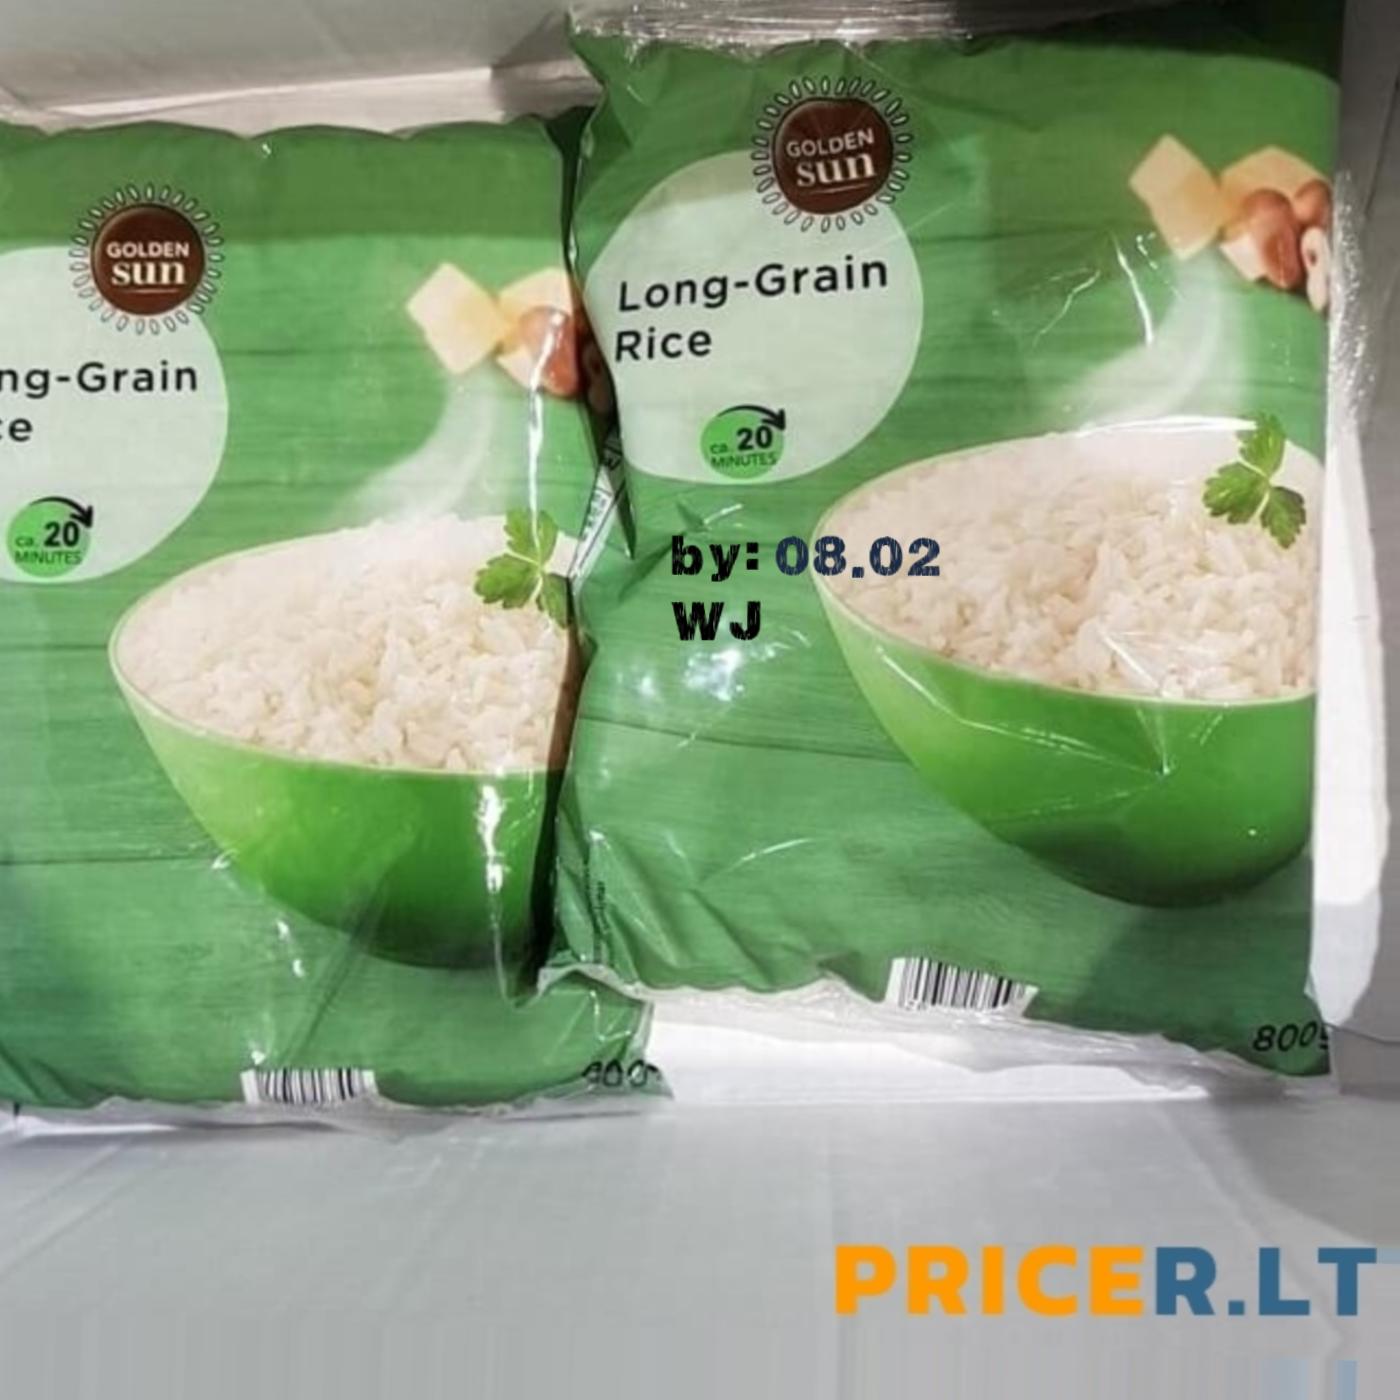 GOLDEN
sun
Long-Grain
Rice
ca. 20
MINUTES
by: 08.02
WJ
GOLDEN
sun
ng-Grain
ce
ca. 20
MINUTES
800g
PRICER.LT